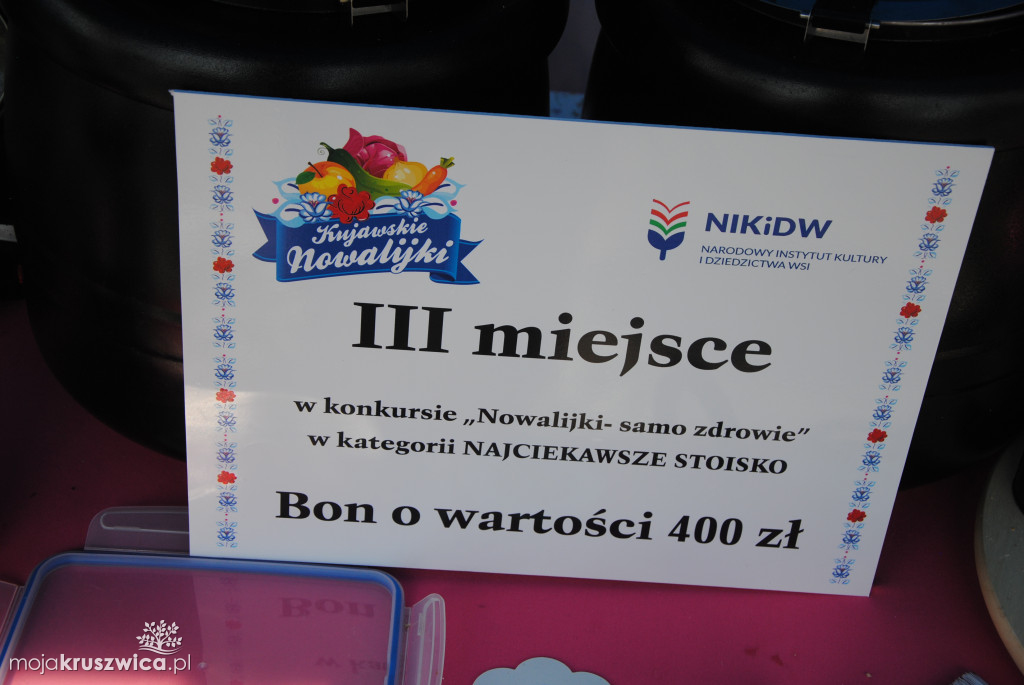 Kujawskie
Nowalijki
NIKiDW
NARODOWY INSTYTUT KULTURY
I DZIEDZICTWA WSI
III miejsce
w konkursie „Nowalijki- samo zdrowie”
w kategorii NAJCIEKAWSZE STOISKO
Bon o wartości 400 zł
Bon
mojakruszwica.pl